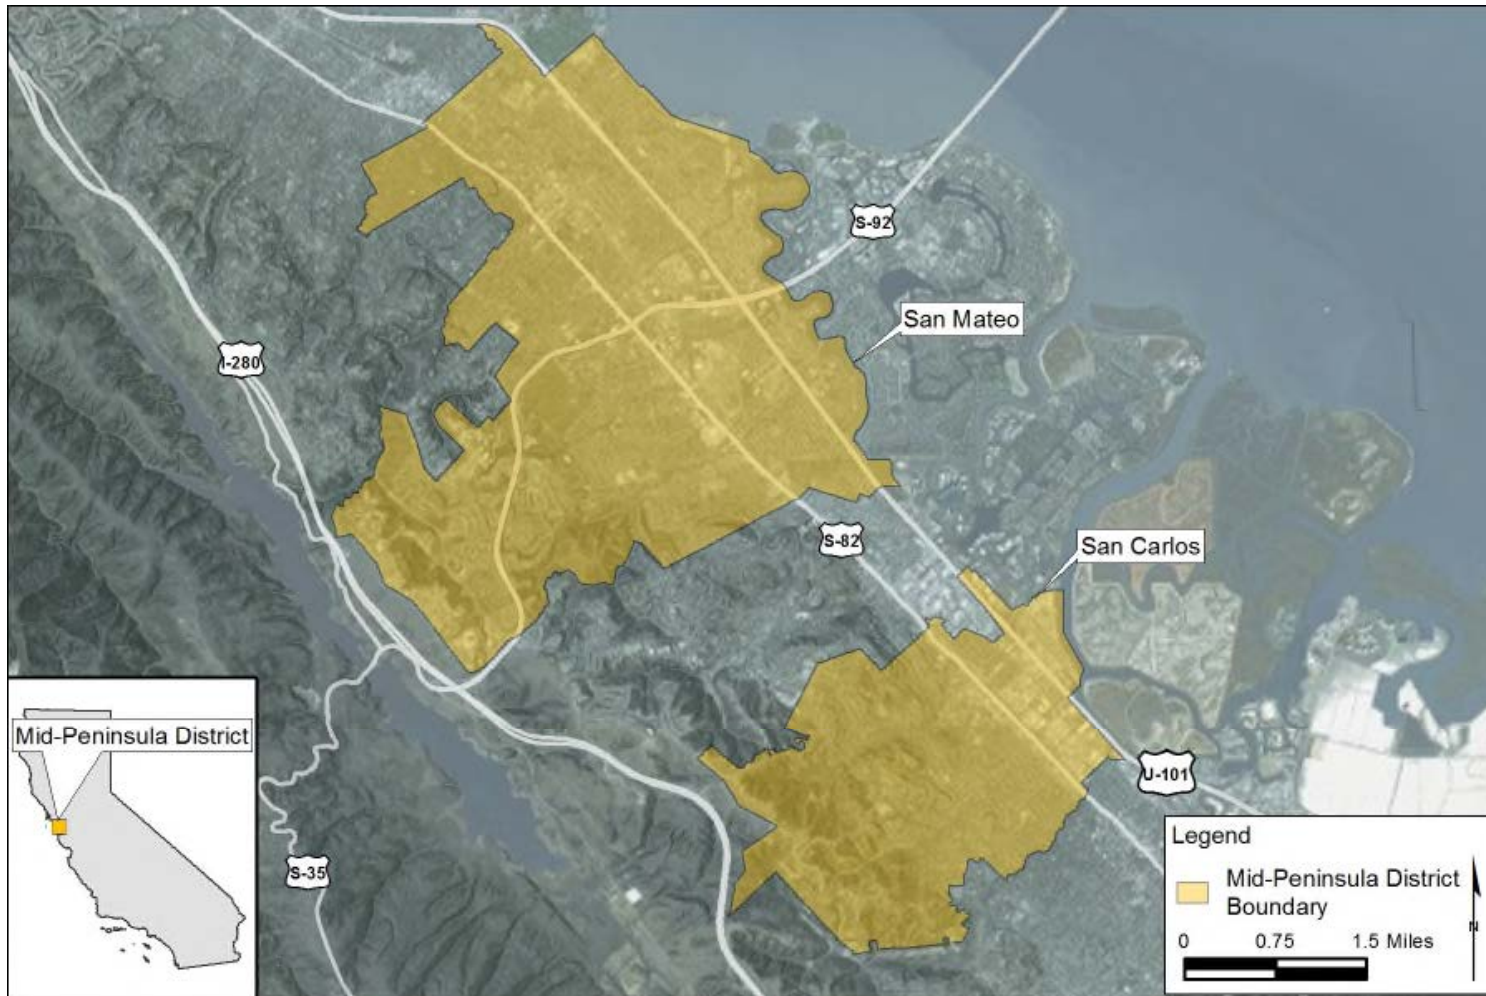 S-92
San Mateo
I-280
S-82
San Carlos
Mid-Peninsula District
U-101
S-35
Legend
Mid-Peninsula District
Boundary
0 0.75 1.5 Miles
N